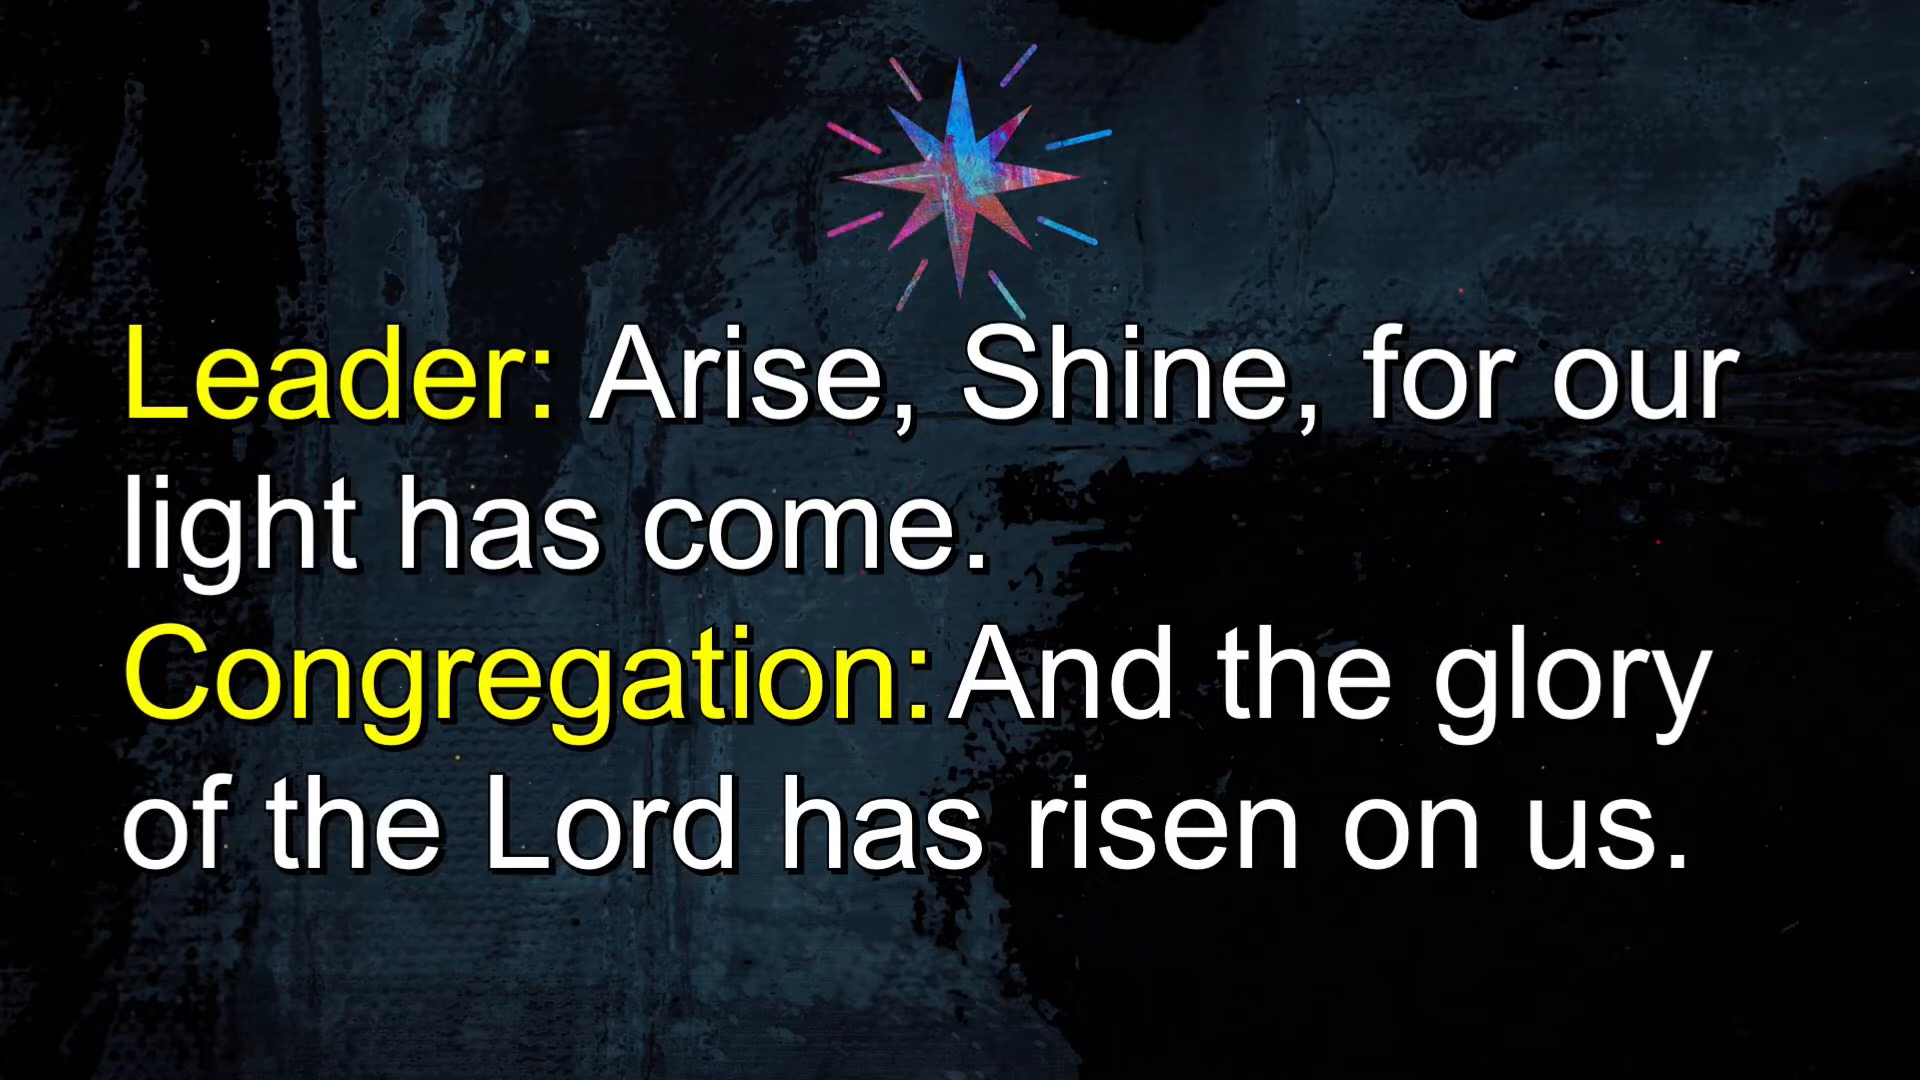 Leader: Arise, Shine, for our
light has come.
Congregation: And the glory
of the Lord has risen on us.